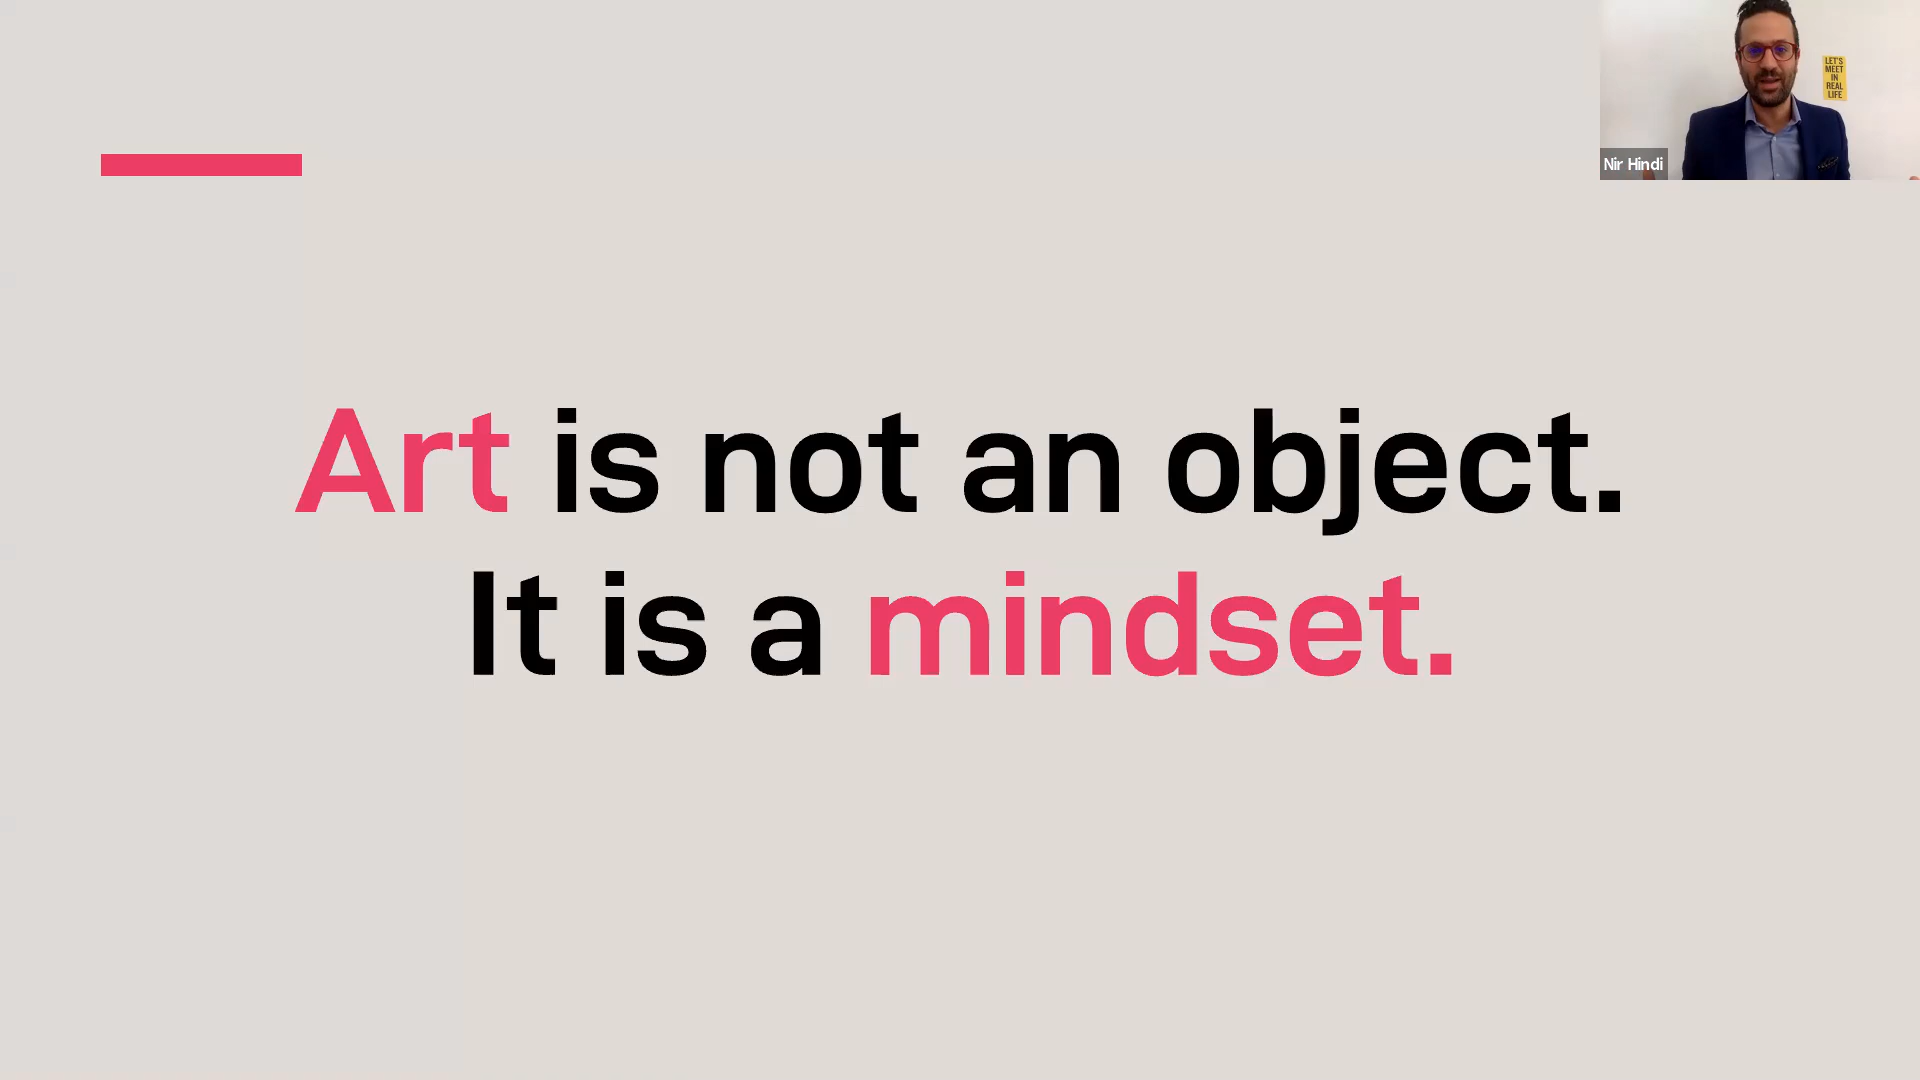 LET'S
MEET
IN
REAL
LIFE
Nir Hindi
Art is not an object.
It is a mindset.